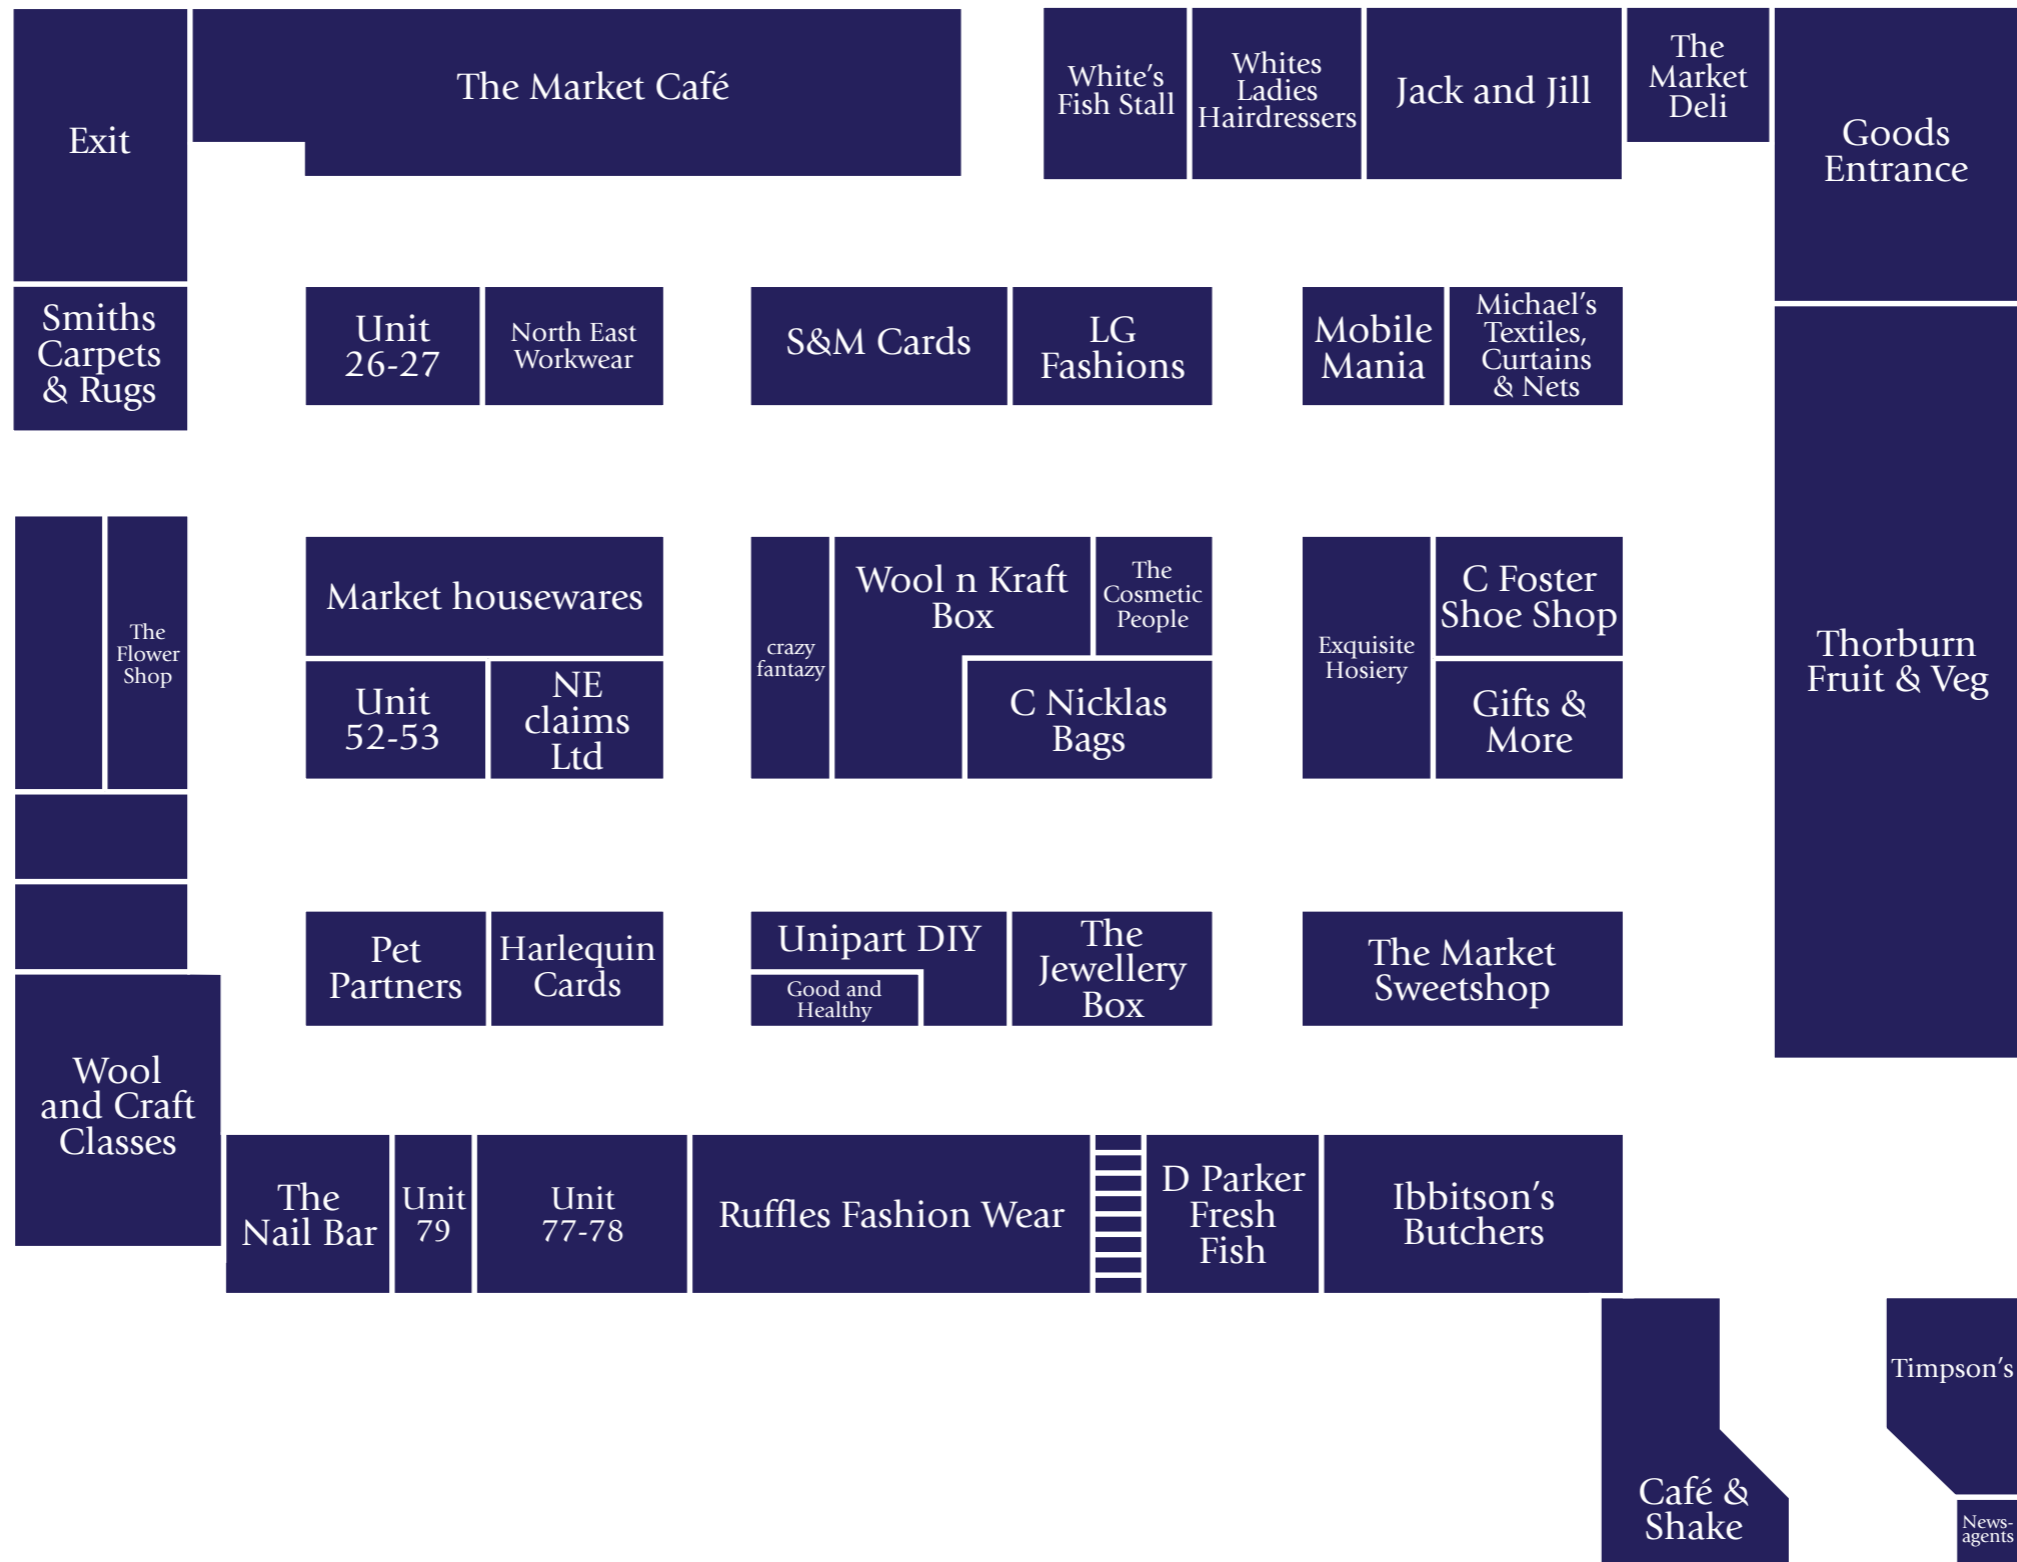 Exit
The Market Café
White's
Fish Stall
Whites
Ladies
Hairdressers
Jack and Jill
The
Market
Deli
Goods
Entrance
Smiths
Carpets
& Rugs
Unit
26-27
North East
Workwear
S&M Cards
LG
Fashions
Mobile
Mania
Michael's
Textiles,
Curtains
& Nets
The
Flower
Shop
Market housewares
Unit
52-53
NE
claims
Ltd
crazy
fantazy
Wool n Kraft
Box
The
Cosmetic
People
C Nicklas
Bags
Exquisite
Hosiery
C Foster
Shoe Shop
Gifts &
More
Thorburn
Fruit & Veg
Pet
Partners
Harlequin
Cards
Unipart DIY
Good and
Healthy
The
Jewellery
Box
The Market
Sweetshop
Wool
and Craft
Classes
The
Nail Bar
Unit
79
Unit
77-78
Ruffles Fashion Wear
D Parker
Fresh
Fish
Ibbitson's
Butchers
Timpson's
Café &
Shake
News-
agents